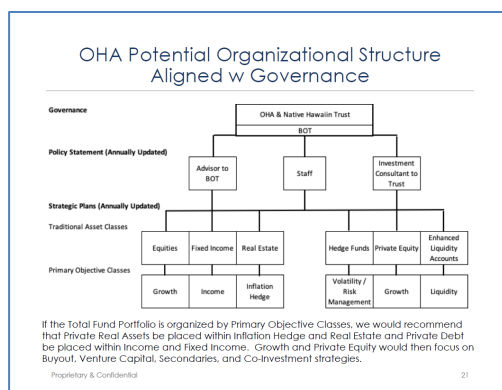 OHA Potential Organizational Structure
Aligned w Governance
Governance
OHA & Native Hawaiin Trust
BOT
Policy Statement (Annually Updated)
Advisor to
BOT
Staff
Investment
Consultant to
Trust
Strategic Plans (Annually Updated)
Traditional Asset Classes
Equities
Fixed Income
Real Estate
Hedge Funds
Private Equity
Enhanced
Liquidity
Accounts
Primary Objective Classes
Growth
Income
Inflation
Hedge
Volatility /
Risk
Management
Growth
Liquidity
If the Total Fund Portfolio is organized by Primary Objective Classes, we would recommend
that Private Real Assets be placed within Inflation Hedge and Real Estate and Private Debt
be placed within Income and Fixed Income.  Growth and Private Equity would then focus on
Buyout, Venture Capital, Secondaries, and Co-Investment strategies.
Proprietary & Confidential
21